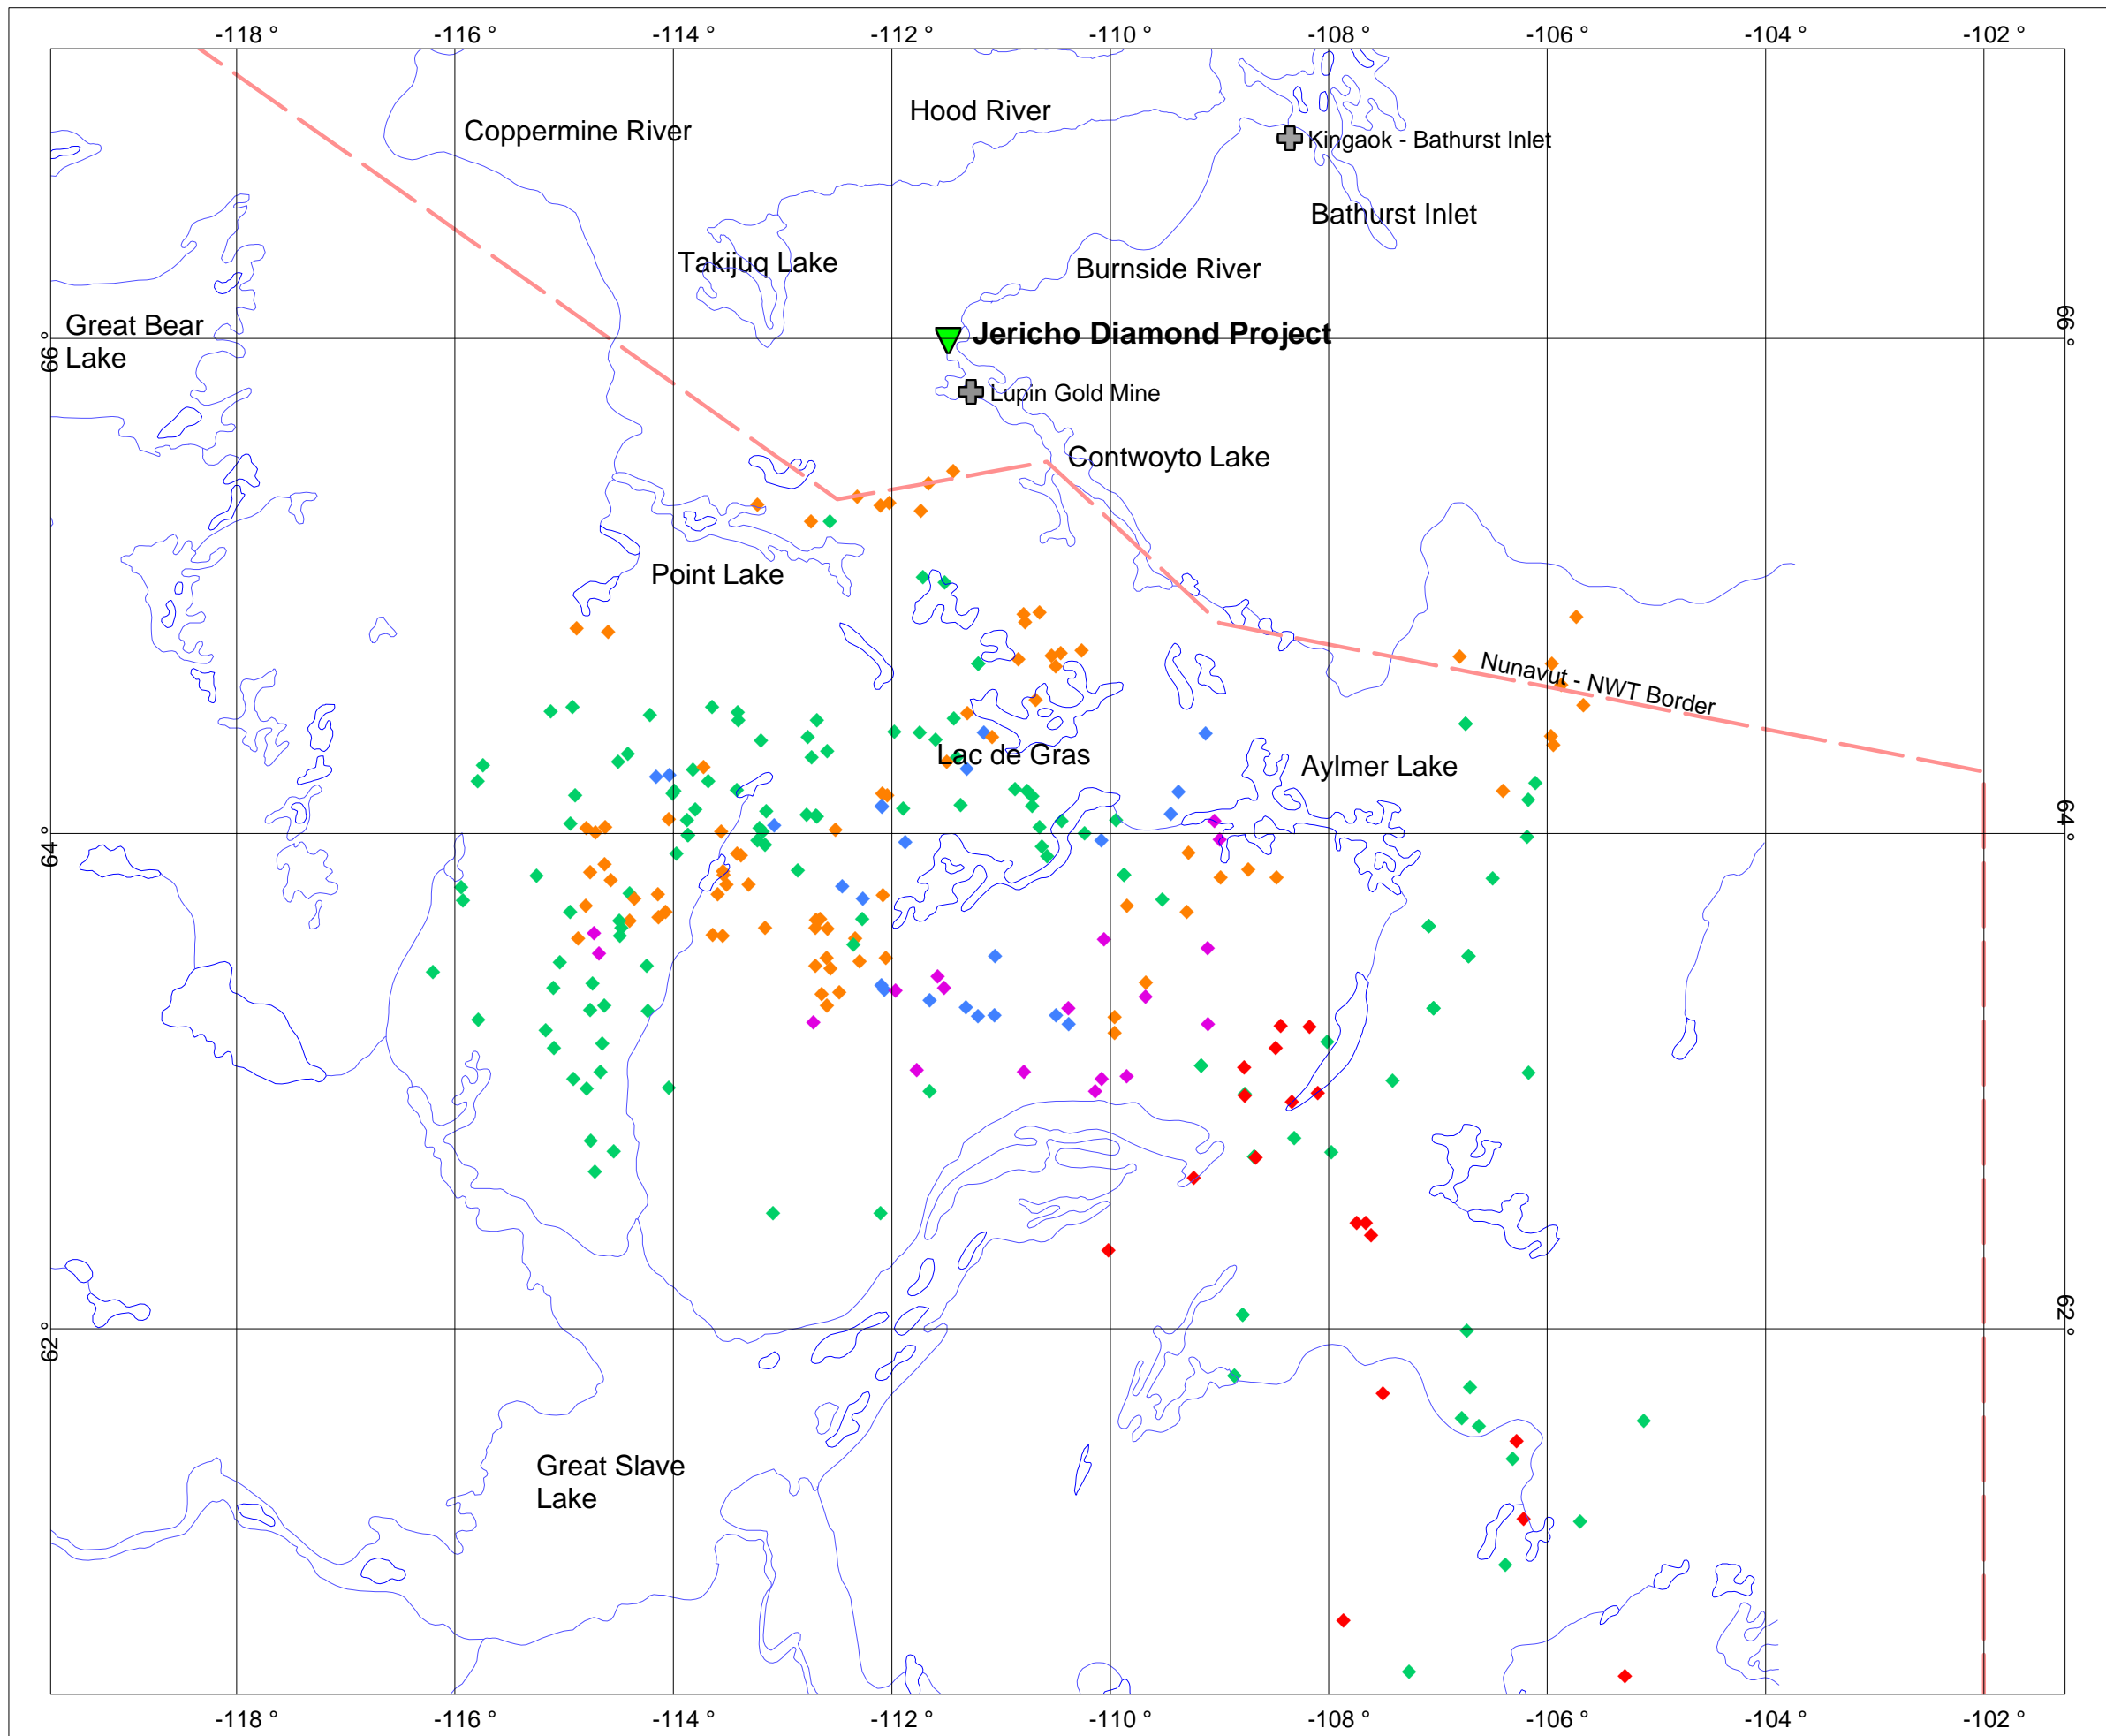 -118 ° -116 ° -114 ° -112 ° -110 ° -108 ° -106 ° -104 ° -102 °
Hood River
Coppermine River
Kingaok - Bathurst Inlet
Bathurst Inlet
Takijuq Lake
Burnside River
Great Bear
Lake
66 °
Jericho Diamond Project
66 °
Lupin Gold Mine
Contwoyto Lake
Point Lake
Nunavut - NWT Border
Lac de Gras
Aylmer Lake
64 °
64 °
62 °
62 °
Great Slave
Lake
-118 ° -116 ° -114 ° -112 ° -110 ° -108 ° -106 ° -104 ° -102 °